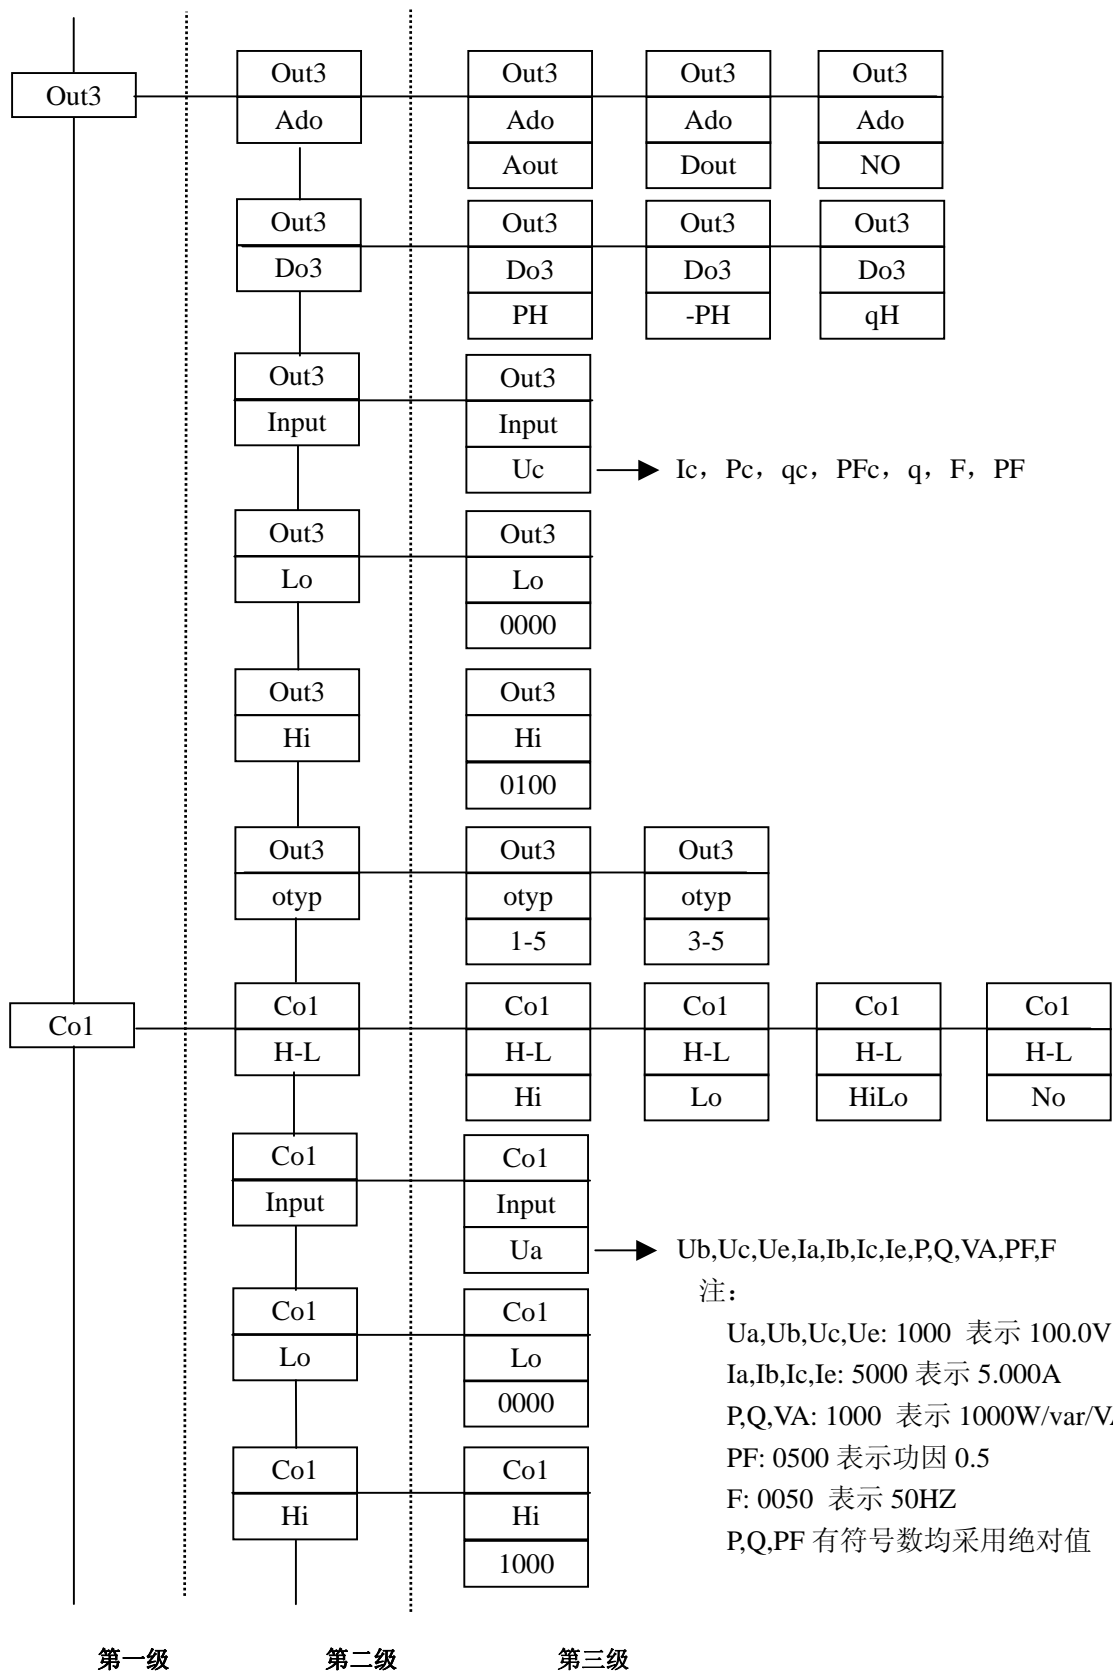 Out3
Out3
Ado
Out3
Ado
Aout
Out3
Ado
Dout
Out3
Ado
NO
Out3
Do3
Out3
Do3
PH
Out3
Do3
-PH
Out3
Do3
qH
Out3
Input
Out3
Input
Uc
Ic，Pc，qc，PFc，q，F，PF
Out3
Lo
Out3
Lo
0000
Out3
Hi
Out3
Hi
0100
Out3
otyp
Out3
otyp
1-5
Out3
otyp
3-5
Co1
Co1
H-L
Co1
H-L
Hi
Co1
H-L
Lo
Co1
H-L
HiLo
Co1
H-L
No
Co1
Input
Co1
Input
Ua
Ub,Uc,Ue,Ia,Ib,Ic,Ie,P,Q,VA,PF,F
注：
Ua,Ub,Uc,Ue: 1000 表示 100.0V
Ia,Ib,Ic,Ie: 5000 表示 5.000A
P,Q,VA: 1000 表示 1000W/var/VA
PF: 0500 表示功因 0.5
F: 0050 表示 50HZ
P,Q,PF 有符号数均采用绝对值
Co1
Lo
Co1
Lo
0000
Co1
Hi
Co1
Hi
1000
第一级 第二级 第三级